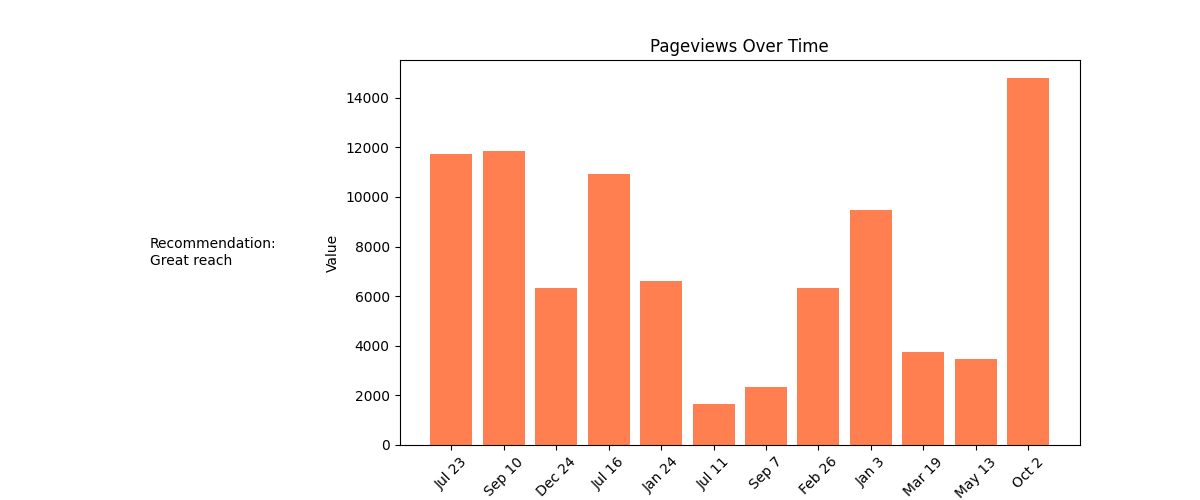 Pageviews Over Time
Recommendation:
Great reach
Value
14000
12000
10000
8000
6000
4000
2000
0
Jul 23
Sep 10
Dec 24
Jul 16
Jan 24
Jul 11
Sep 7
Feb 26
Jan 3
Mar 19
May 13
Oct 2